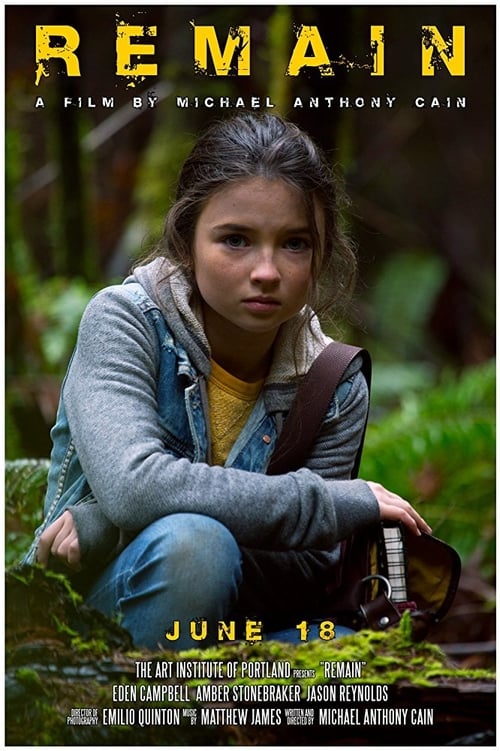 REMAIN
A FILM BY MICHAEL ANTHONY CAIN
JUNE 18
THE ART INSTITUTE OF PORTLAND PRESENTS "REMAIN"
EDEN CAMPBELL AMBER STONEBRAKER JASON REYNOLDS
DIRECTOR OF PHOTOGRAPHY EMILIO QUINTON MUSIC BY MATTHEW JAMES WRITTEN AND DIRECTED BY MICHAEL ANTHONY CAIN